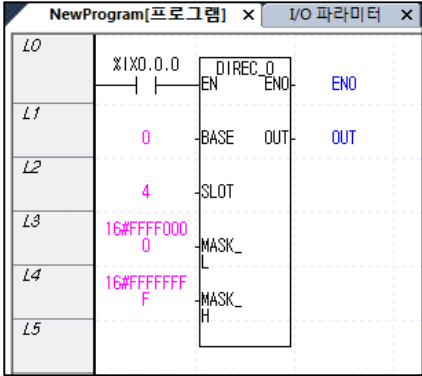 NewProgram[프로그램] x I/O 파라미터 x
L0
%IX0.0.0 DIREC_O
EN ENO ENO
L1
0 BASE OUT OUT
L2
4 SLOT
L3
16#FFFF000
0 MASK_
L
L4
16#FFFFFFF
F MASK_
H
L5